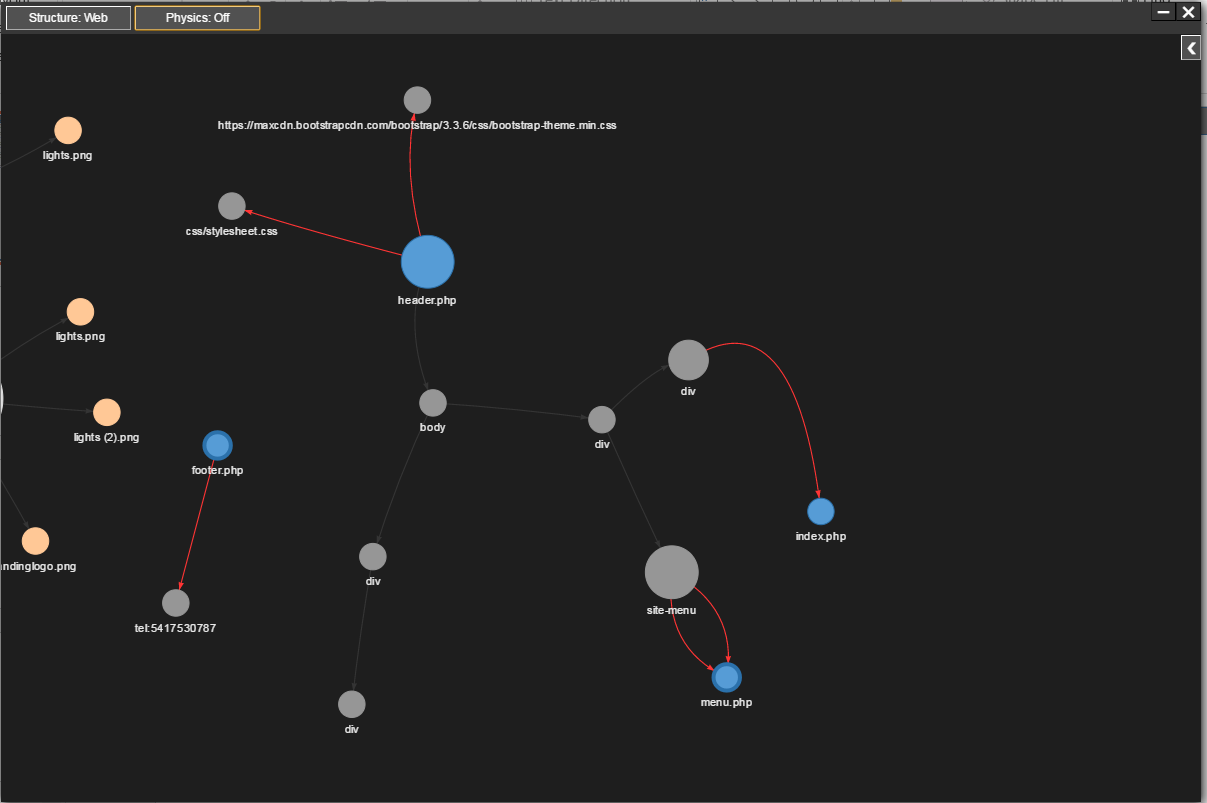 Structure: Web
Physics: Off
https://maxcdn.bootstrapcdn.com/bootstrap/3.3.6/css/bootstrap-theme.min.css
lights.png
css/stylesheet.css
header.php
lights.png
div
body
lights (2).png
div
footer.php
index.php
ndinglogo.png
div
site-menu
tel:5417530787
menu.php
div